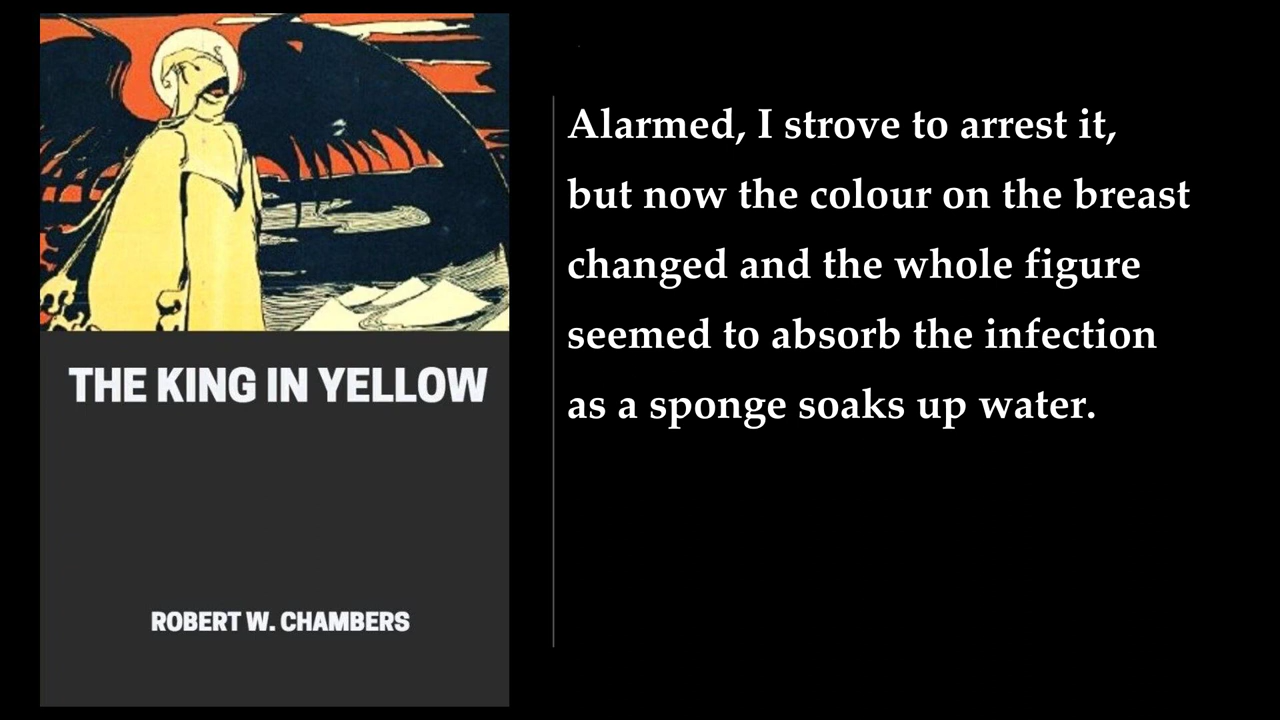 THE KING IN YELLOW
ROBERT W. CHAMBERS
Alarmed, I strove to arrest it,
but now the colour on the breast
changed and the whole figure
seemed to absorb the infection
as a sponge soaks up water.